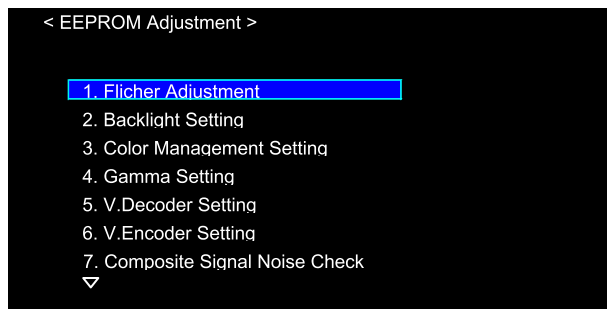 < EEPROM Adjustment >
1. Flicher Adjustment
2. Backlight Setting
3. Color Management Setting
4. Gamma Setting
5. V.Decoder Setting
6. V.Encoder Setting
7. Composite Signal Noise Check